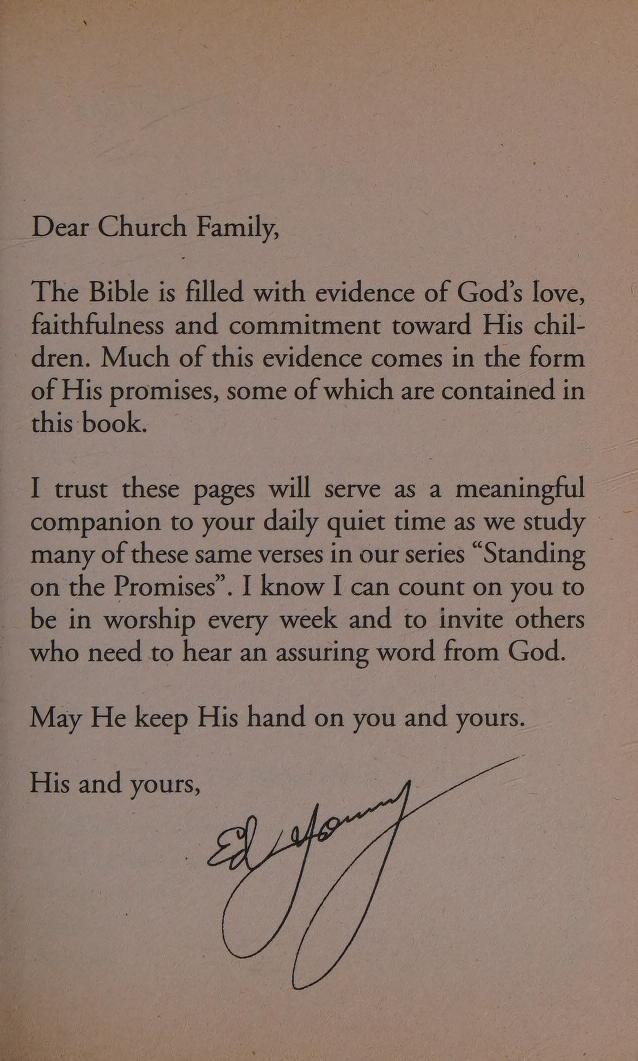 Dear Church Family,
The Bible is filled with evidence of God's love,
faithfulness and commitment toward His chil-
dren. Much of this evidence comes in the form
of His promises, some of which are contained in
this book.
I trust these pages will serve as a meaningful
companion to your daily quiet time as we study
many of these same verses in our series “Standing
on the Promises”. I know I can count on you to
be in worship every week and to invite others
who need to hear an assuring word from God.
May He keep His hand on you and yours.
His and yours,
Ed Young